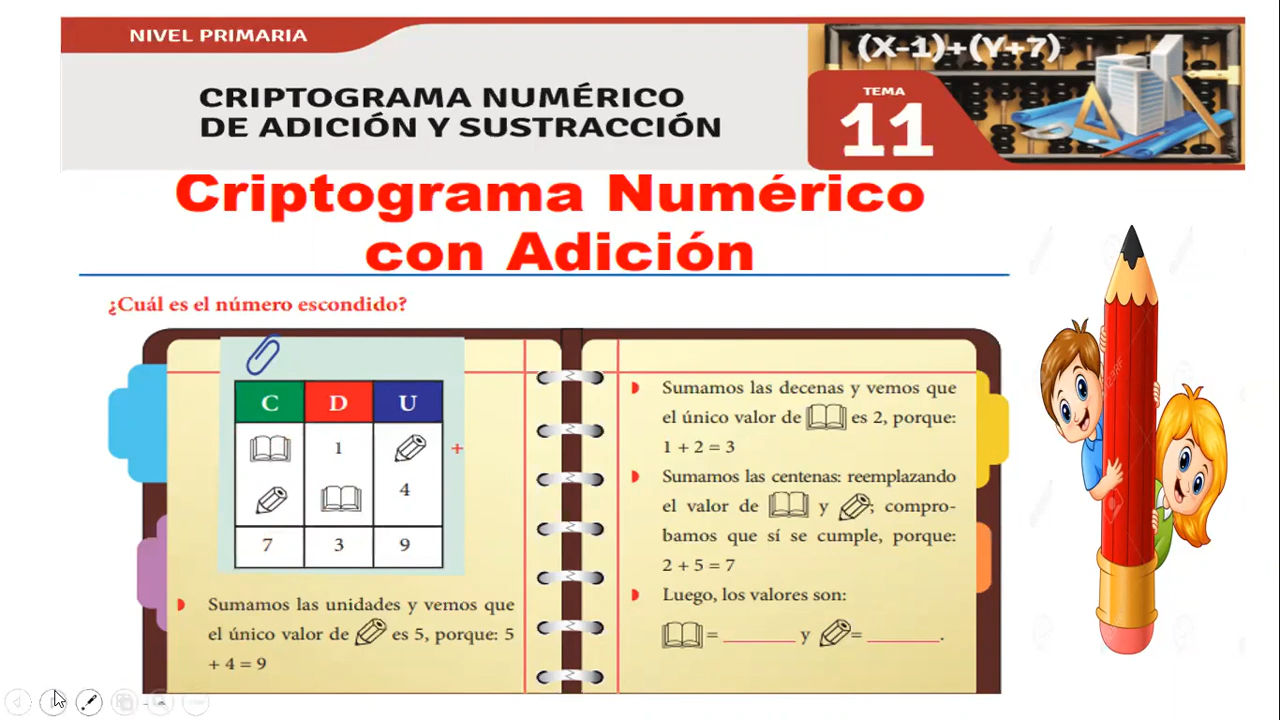 NIVEL PRIMARIA
CRIPTOGRAMA NUMÉRICO
DE ADICIÓN Y SUSTRACCIÓN
(X-1)+(Y+7)
TEMA
11
Criptograma Numérico
con Adición
¿Cuál es el número escondido?
C D U
1 +
4
7 3 9
Sumamos las unidades y vemos que
el único valor de es 5, porque: 5
+ 4 = 9
Sumamos las decenas y vemos que
el único valor de es 2, porque:
1 + 2 = 3
Sumamos las centenas: reemplazando
el valor de y ; compro-
bamos que sí se cumple, porque:
2 + 5 = 7
Luego, los valores son:
= ________ y = ________.